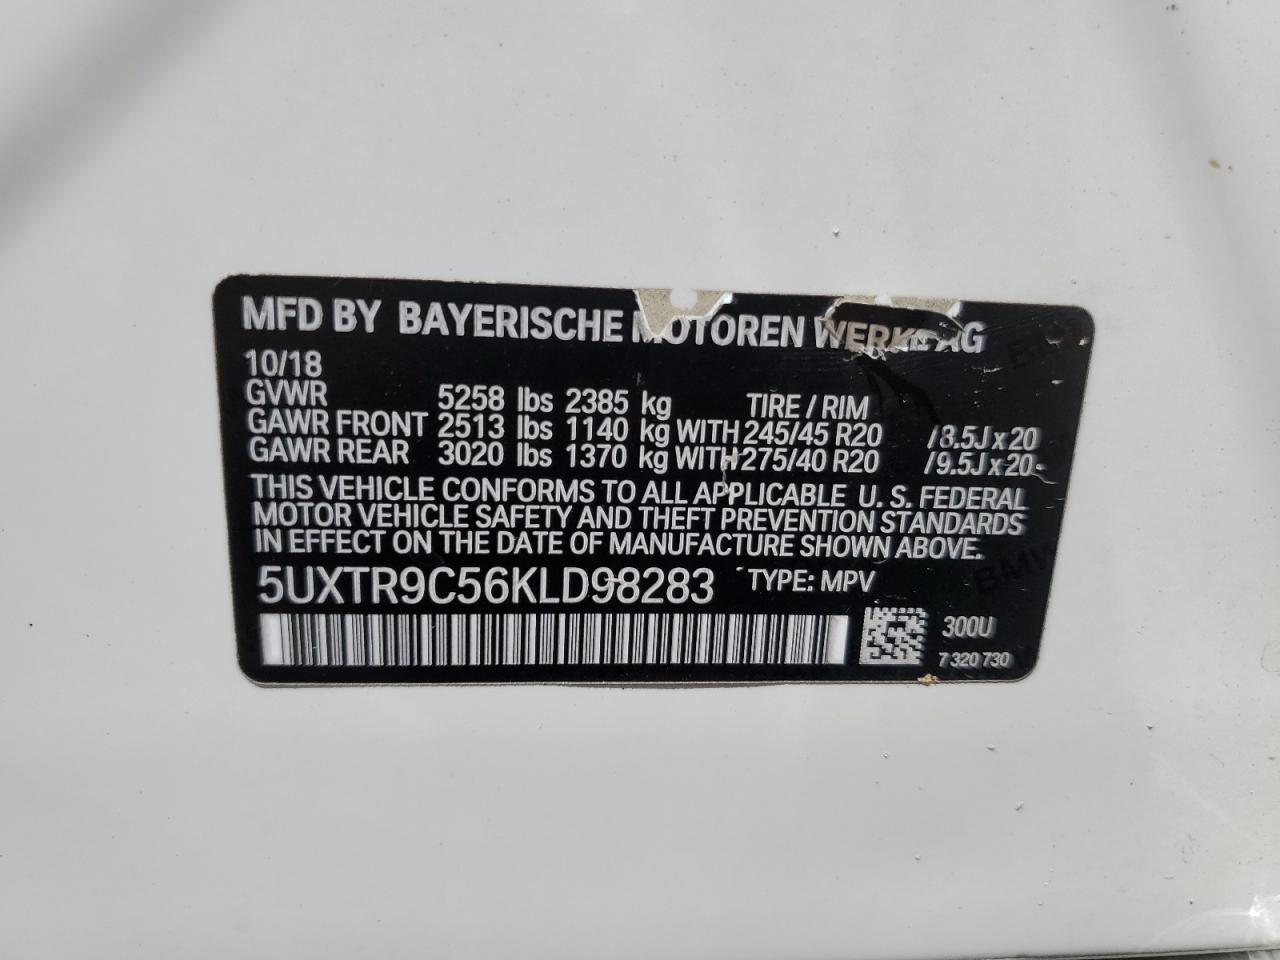 MFD BY BAYERISCHE MOTOREN WERKE AG
10/18
GVWR 5258 lbs 2385 kg TIRE / RIM
GAWR FRONT 2513 lbs 1140 kg WITH 245/45 R20 /8.5J x 20
GAWR REAR 3020 lbs 1370 kg WITH 275/40 R20 /9.5J x 20
THIS VEHICLE CONFORMS TO ALL APPLICABLE U. S. FEDERAL
MOTOR VEHICLE SAFETY AND THEFT PREVENTION STANDARDS
IN EFFECT ON THE DATE OF MANUFACTURE SHOWN ABOVE.
5UXTR9C56KLD98283 TYPE: MPV
300U
7 320 730
BMW